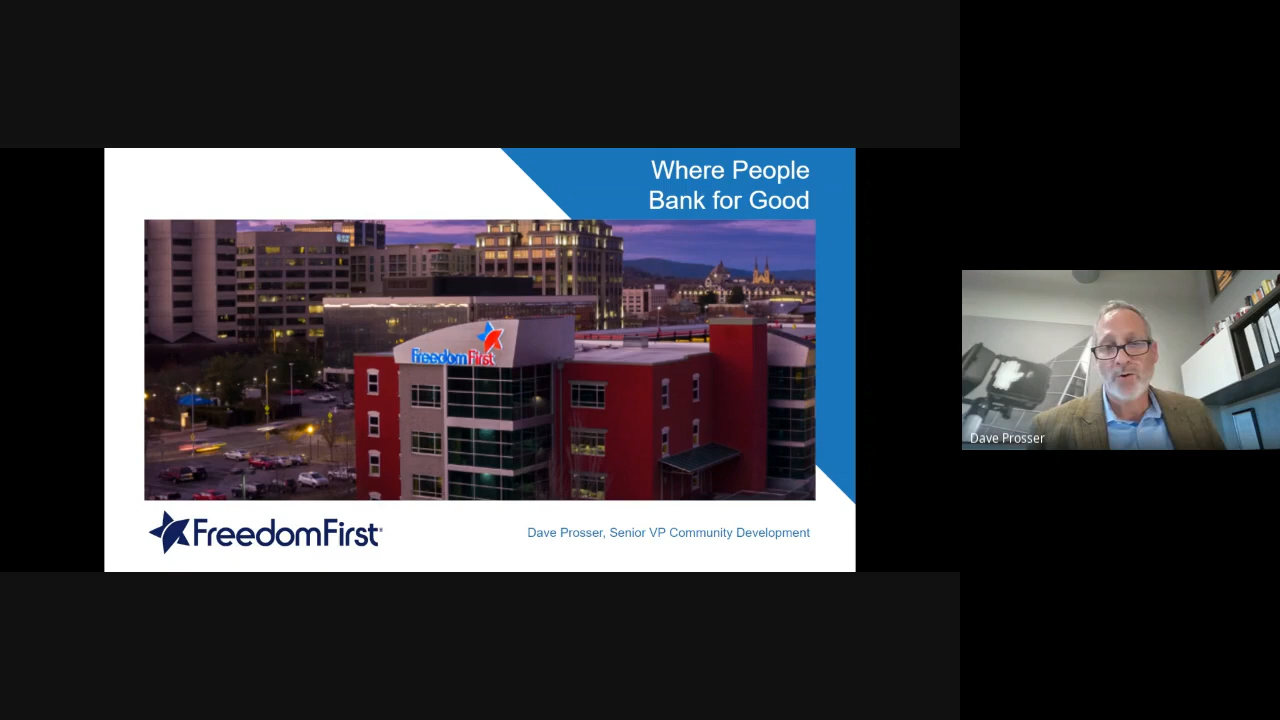 Where People
Bank for Good
FreedomFirst
FreedomFirst®
Dave Prosser, Senior VP Community Development
Dave Prosser